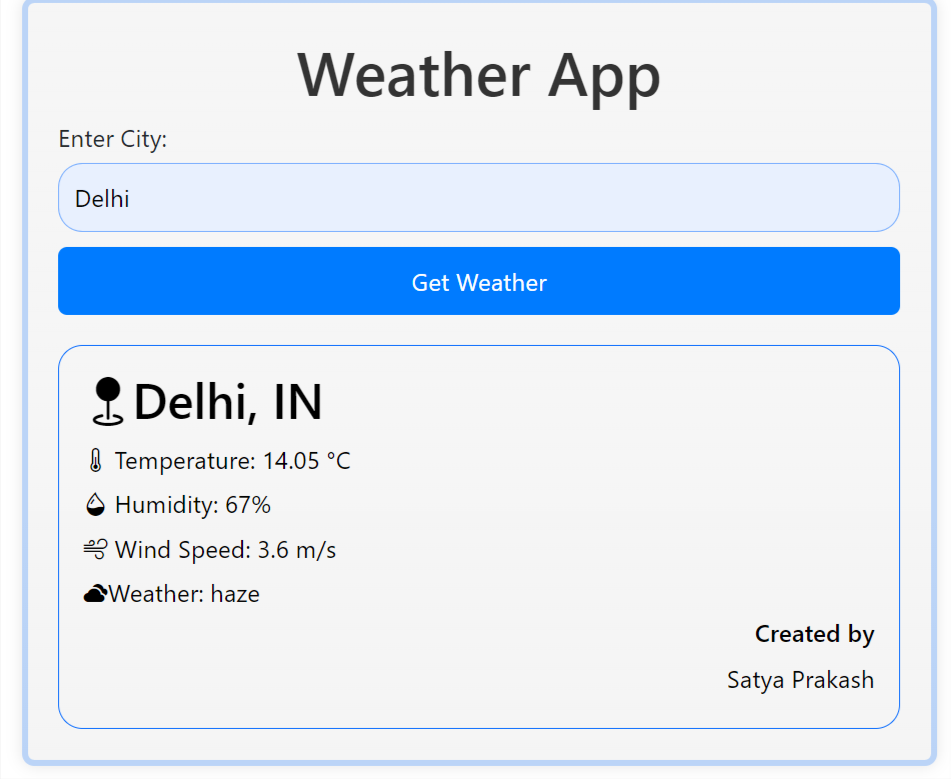 Weather App
Enter City:
Delhi
Get Weather
Delhi, IN
Temperature: 14.05 °C
Humidity: 67%
Wind Speed: 3.6 m/s
Weather: haze
Created by
Satya Prakash